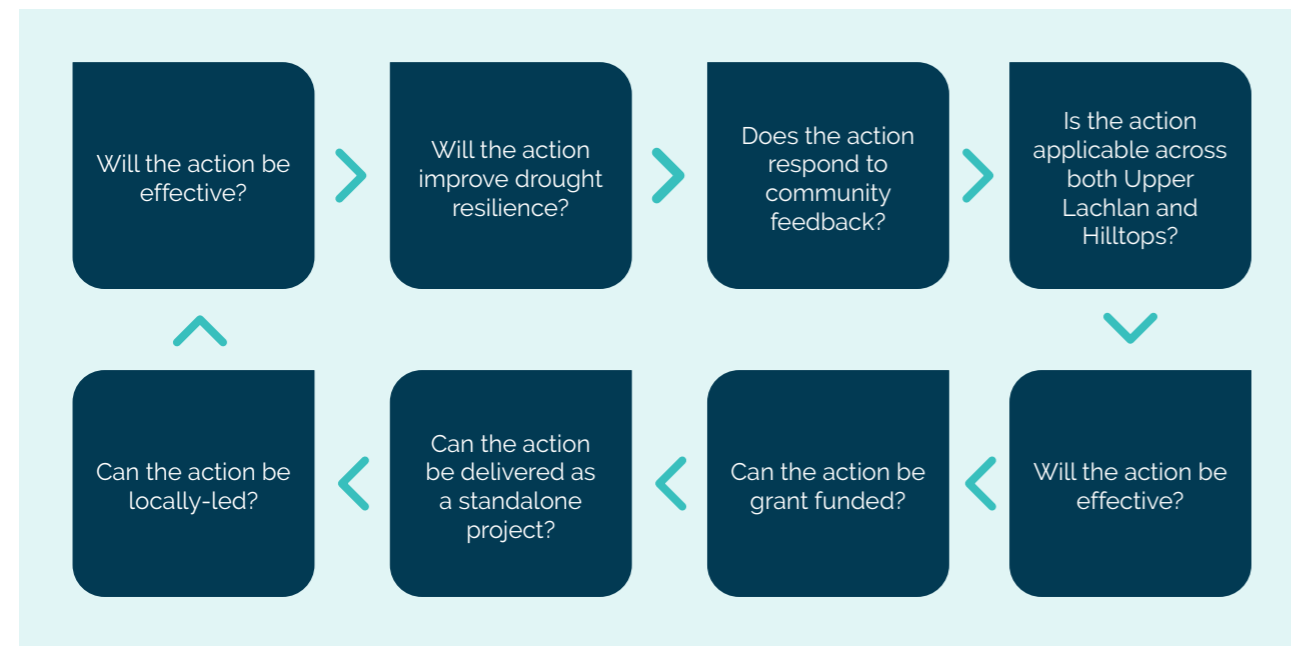 Will the action be
effective?
Will the action
improve drought
resilience?
Does the action
respond to
community
feedback?
Is the action
applicable across
both Upper
Lachlan and
Hilltops?
Can the action be
locally-led?
Can the action
be delivered as
a standalone
project?
Can the action be
grant funded?
Will the action be
effective?